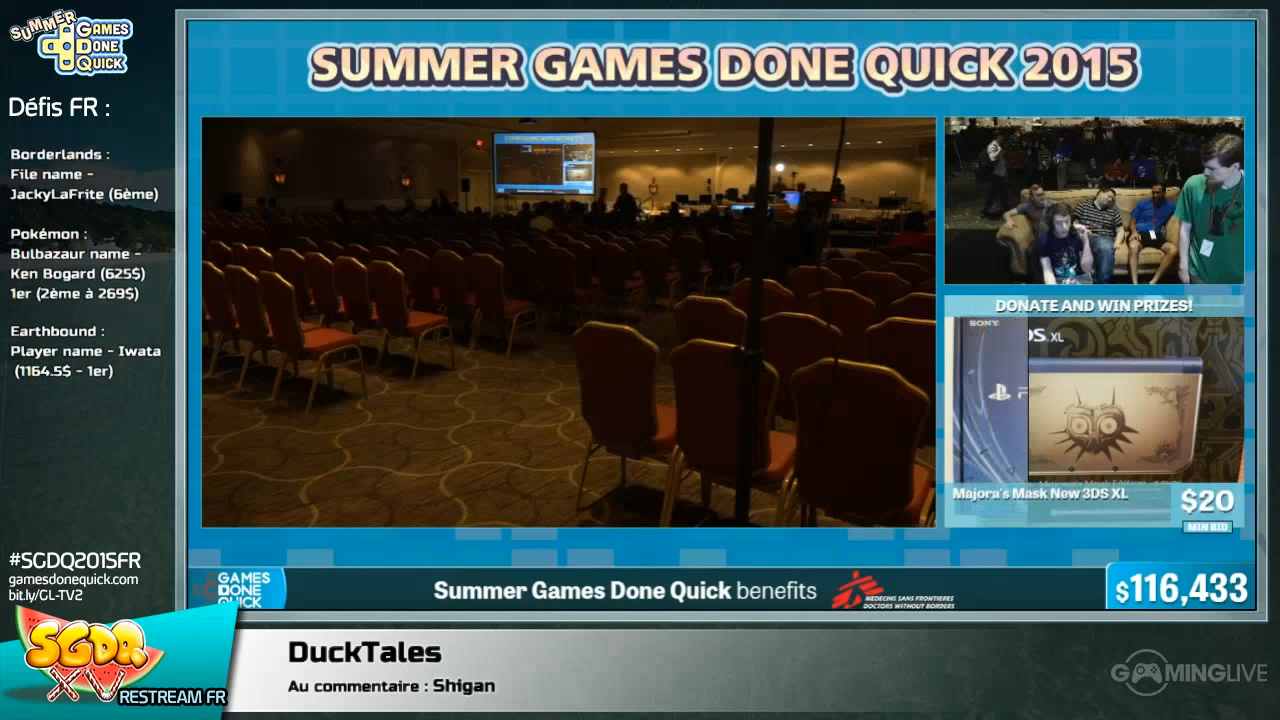 SUMMER
GAMES
DONE
QUICK
Défis FR :
Borderlands :
File name -
JackyLaFrite (6ème)
Pokémon :
Bulbazaur name -
Ken Bogard (625$)
1er (2ème à 269$)
Earthbound :
Player name - Iwata
(1164.5$ - 1er)
#SGDQ2015FR
gamesdonequick.com
bit.ly/GL-TV2
SGDQ
XV
RESTREAM FR
SUMMER GAMES DONE QUICK 2015
DONATE AND WIN PRIZES!
SONY
DS XL
Majora's Mask New 3DS XL
$20
MIN BID
GAMES
DONE
QUICK
Summer Games Done Quick benefits
MEDECINS SANS FRONTIERES
DOCTORS WITHOUT BORDERS
$116,433
DuckTales
Au commentaire : Shigan
GAMINGLIVE